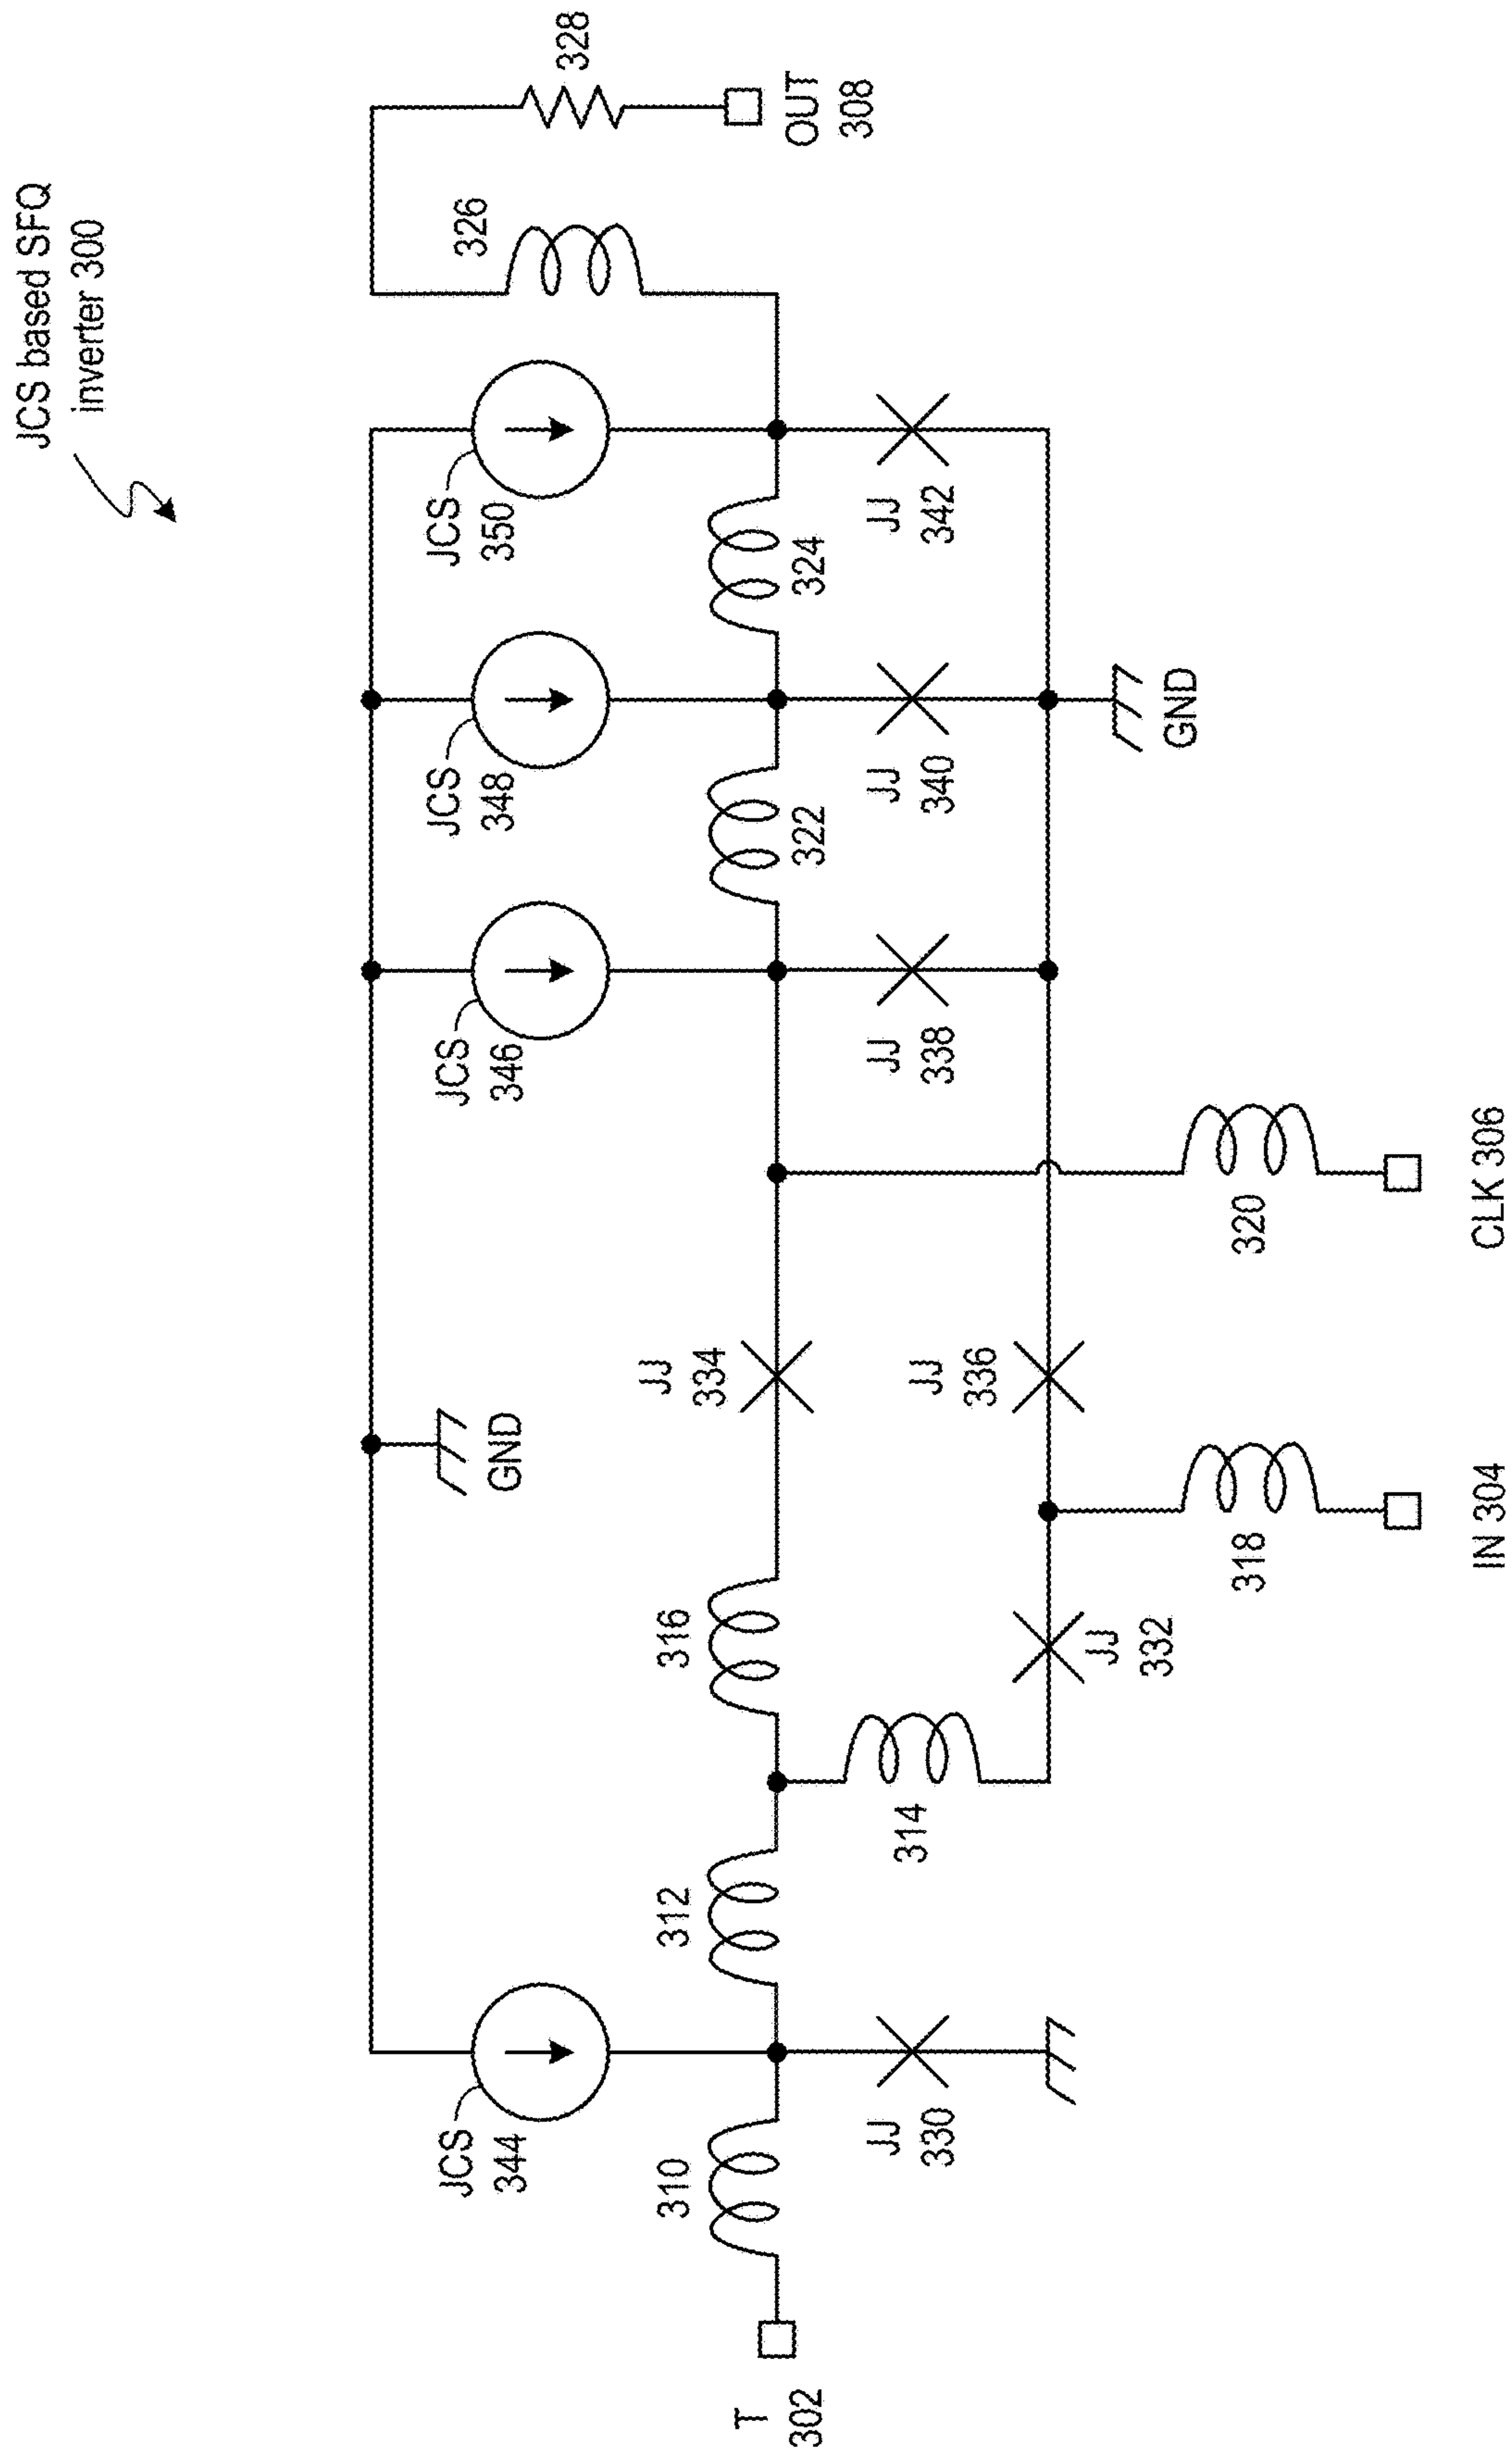 JCS based SFQ
inverter 300
JCS
344
JCS
346
JCS
348
JCS
350
326
328
OUT
308
GND
T
302
310
312
316
JJ
334
322
324
JJ
330
314
JJ
332
JJ
336
JJ
338
JJ
340
JJ
342
318
320
GND
IN 304
CLK 306